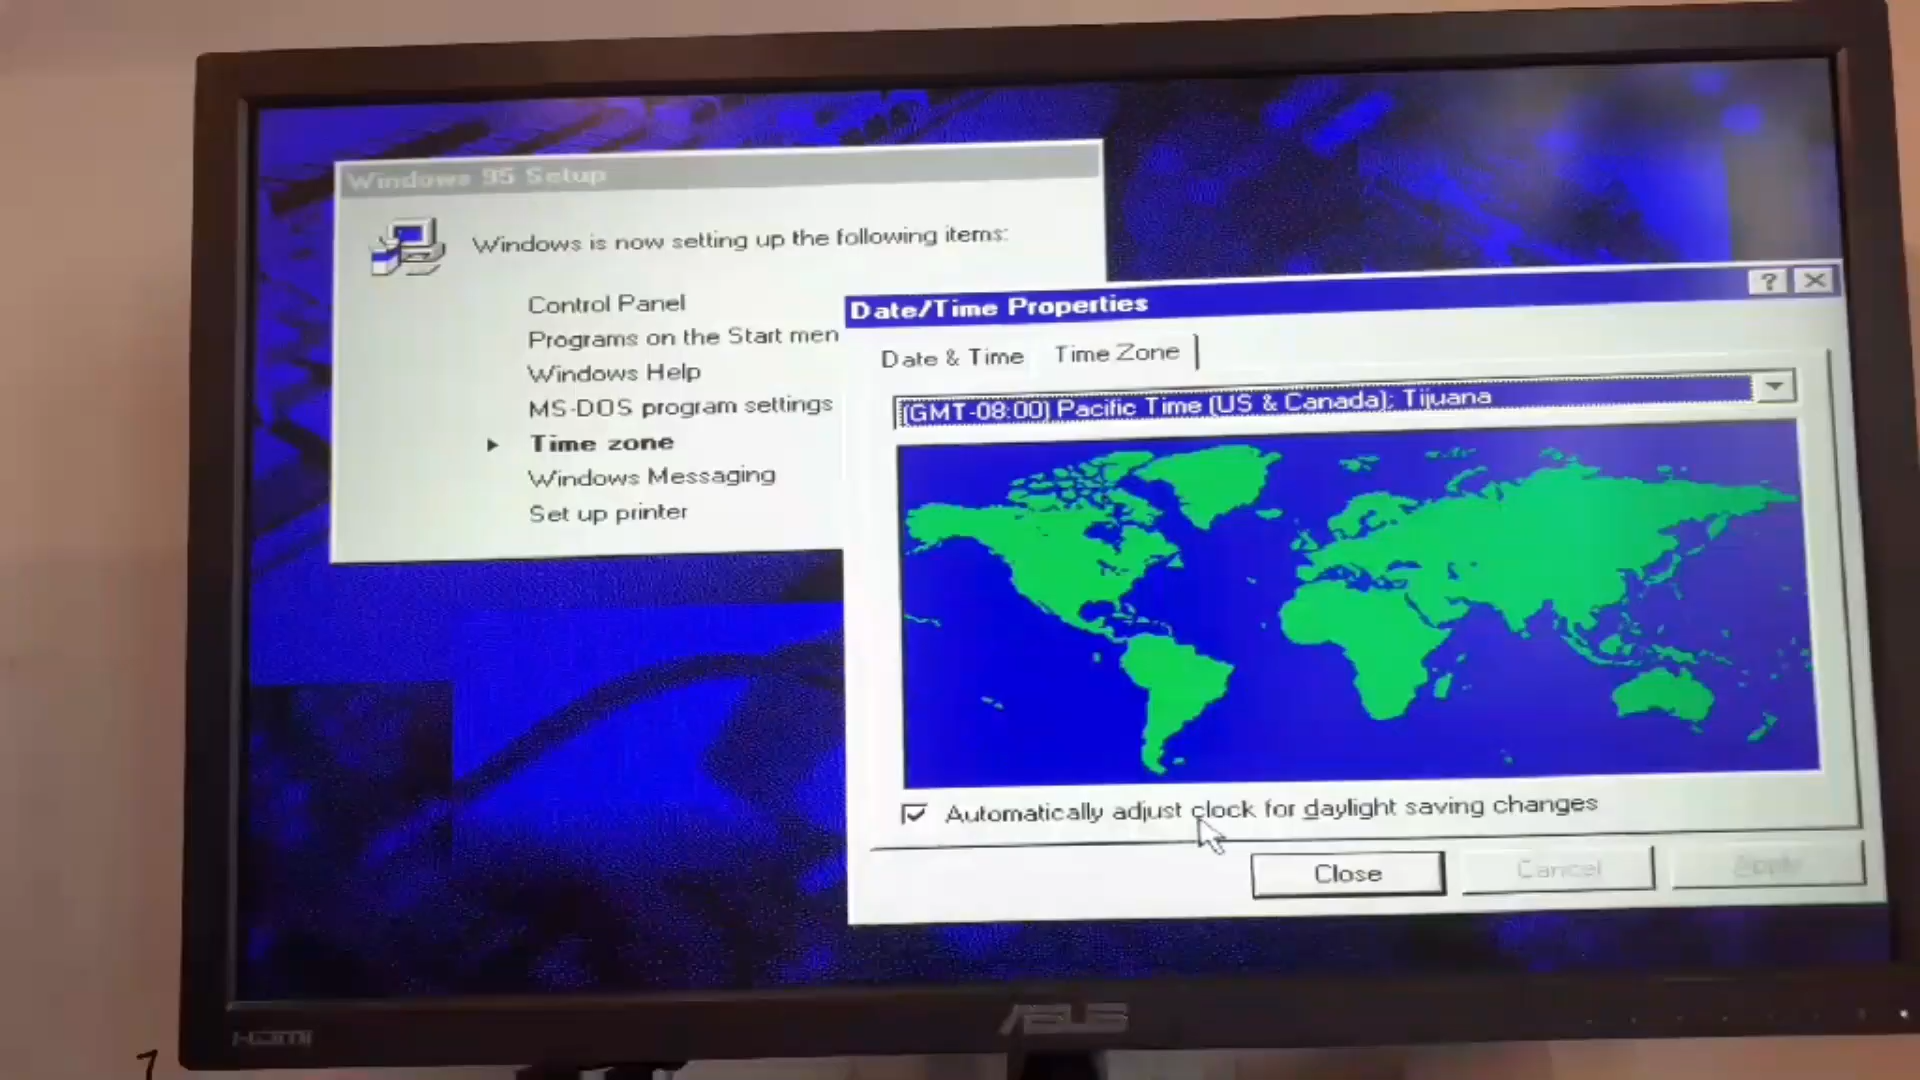 Windows 95 Setup
Windows is now setting up the following items:
Control Panel
Programs on the Start men
Windows Help
MS-DOS program settings
Time zone
Windows Messaging
Set up printer
Date/Time Properties
Date & Time Time Zone
(GMT-08:00) Pacific Time (US & Canada); Tijuana
Automatically adjust clock for daylight saving changes
Close Cancel Apply
HDMI
ASUS